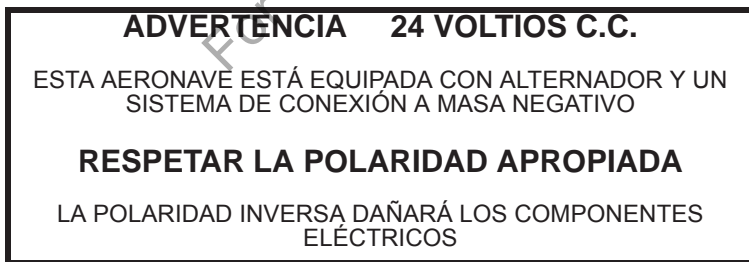 ADVERTENCIA 24 VOLTIOS C.C.
ESTA AERONAVE ESTÁ EQUIPADA CON ALTERNADOR Y UN
SISTEMA DE CONEXIÓN A MASA NEGATIVO
RESPETAR LA POLARIDAD APROPIADA
LA POLARIDAD INVERSA DAÑARÁ LOS COMPONENTES
ELÉCTRICOS
For